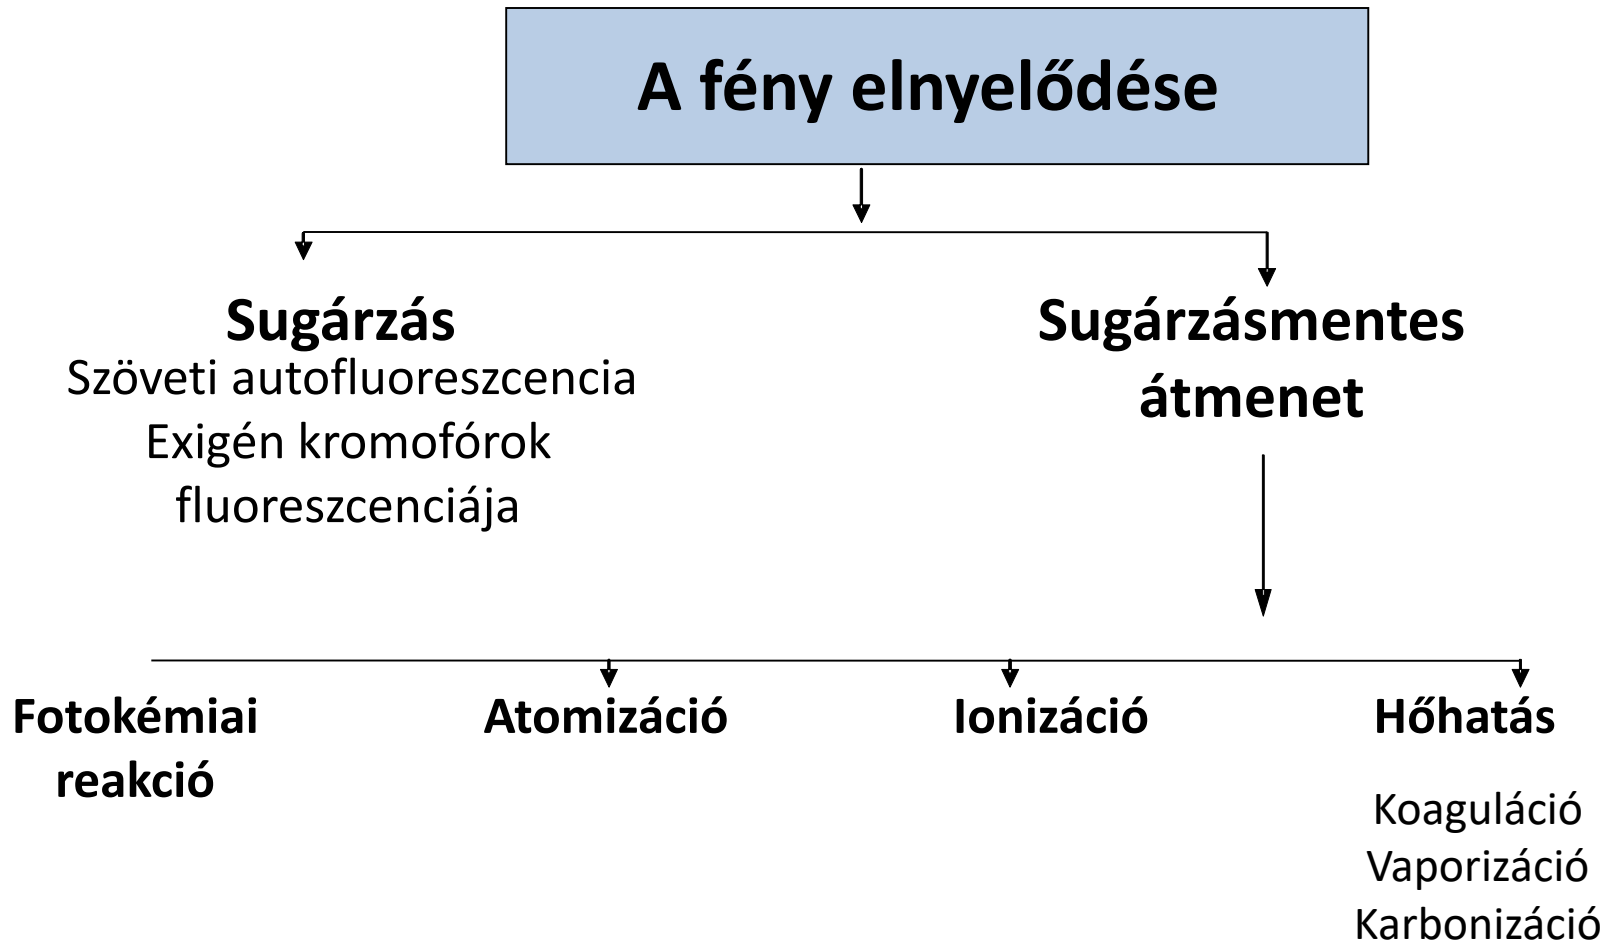 A fény elnyelődése
Sugárzás
Szöveti autofluoreszcencia
Exigén kromofórok
fluoreszcenciája
Sugárzásmentes
átmenet
Fotokémiai
reakció
Atomizáció
Ionizáció
Hőhatás
Koaguláció
Vaporizáció
Karbonizáció